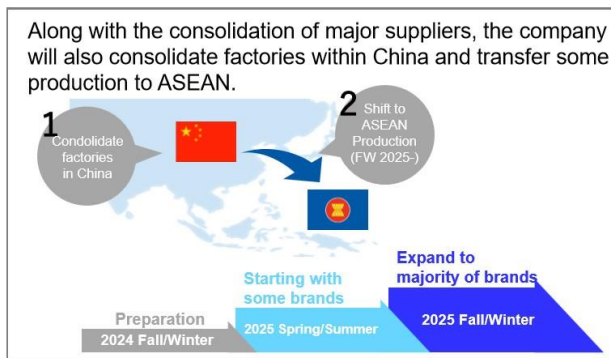 Along with the consolidation of major suppliers, the company
will also consolidate factories within China and transfer some
production to ASEAN.
1
Condolidate
factories
in China
2
Shift to
ASEAN
Production
(FW 2025-)
Preparation
2024 Fall/Winter
Starting with
some brands
2025 Spring/Summer
Expand to
majority of brands
2025 Fall/Winter